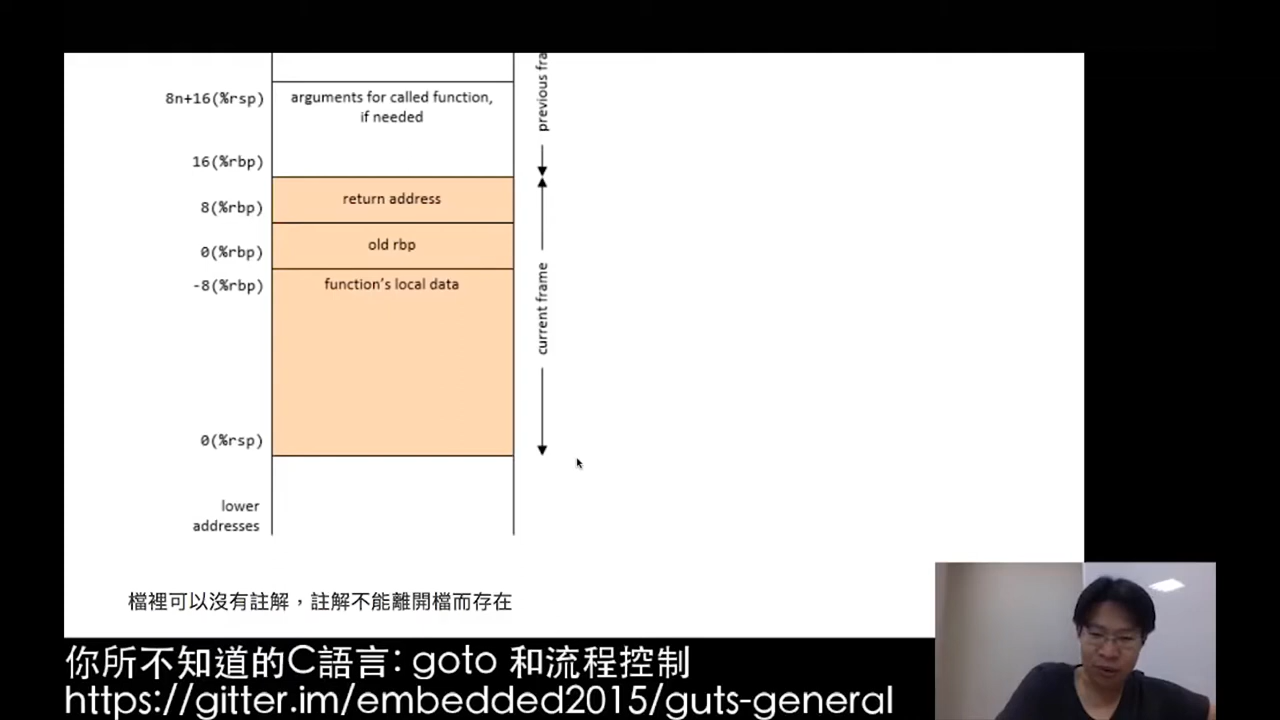 previous fra
8n+16(%rsp)
arguments for called function,
if needed
16(%rbp)
return address
8(%rbp)
old rbp
0(%rbp)
-8(%rbp)
function’s local data
current frame
0(%rsp)
lower
addresses
檔裡可以沒有註解，註解不能離開檔而存在
你所不知道的C語言: goto 和流程控制
https://gitter.im/embedded2015/guts-general